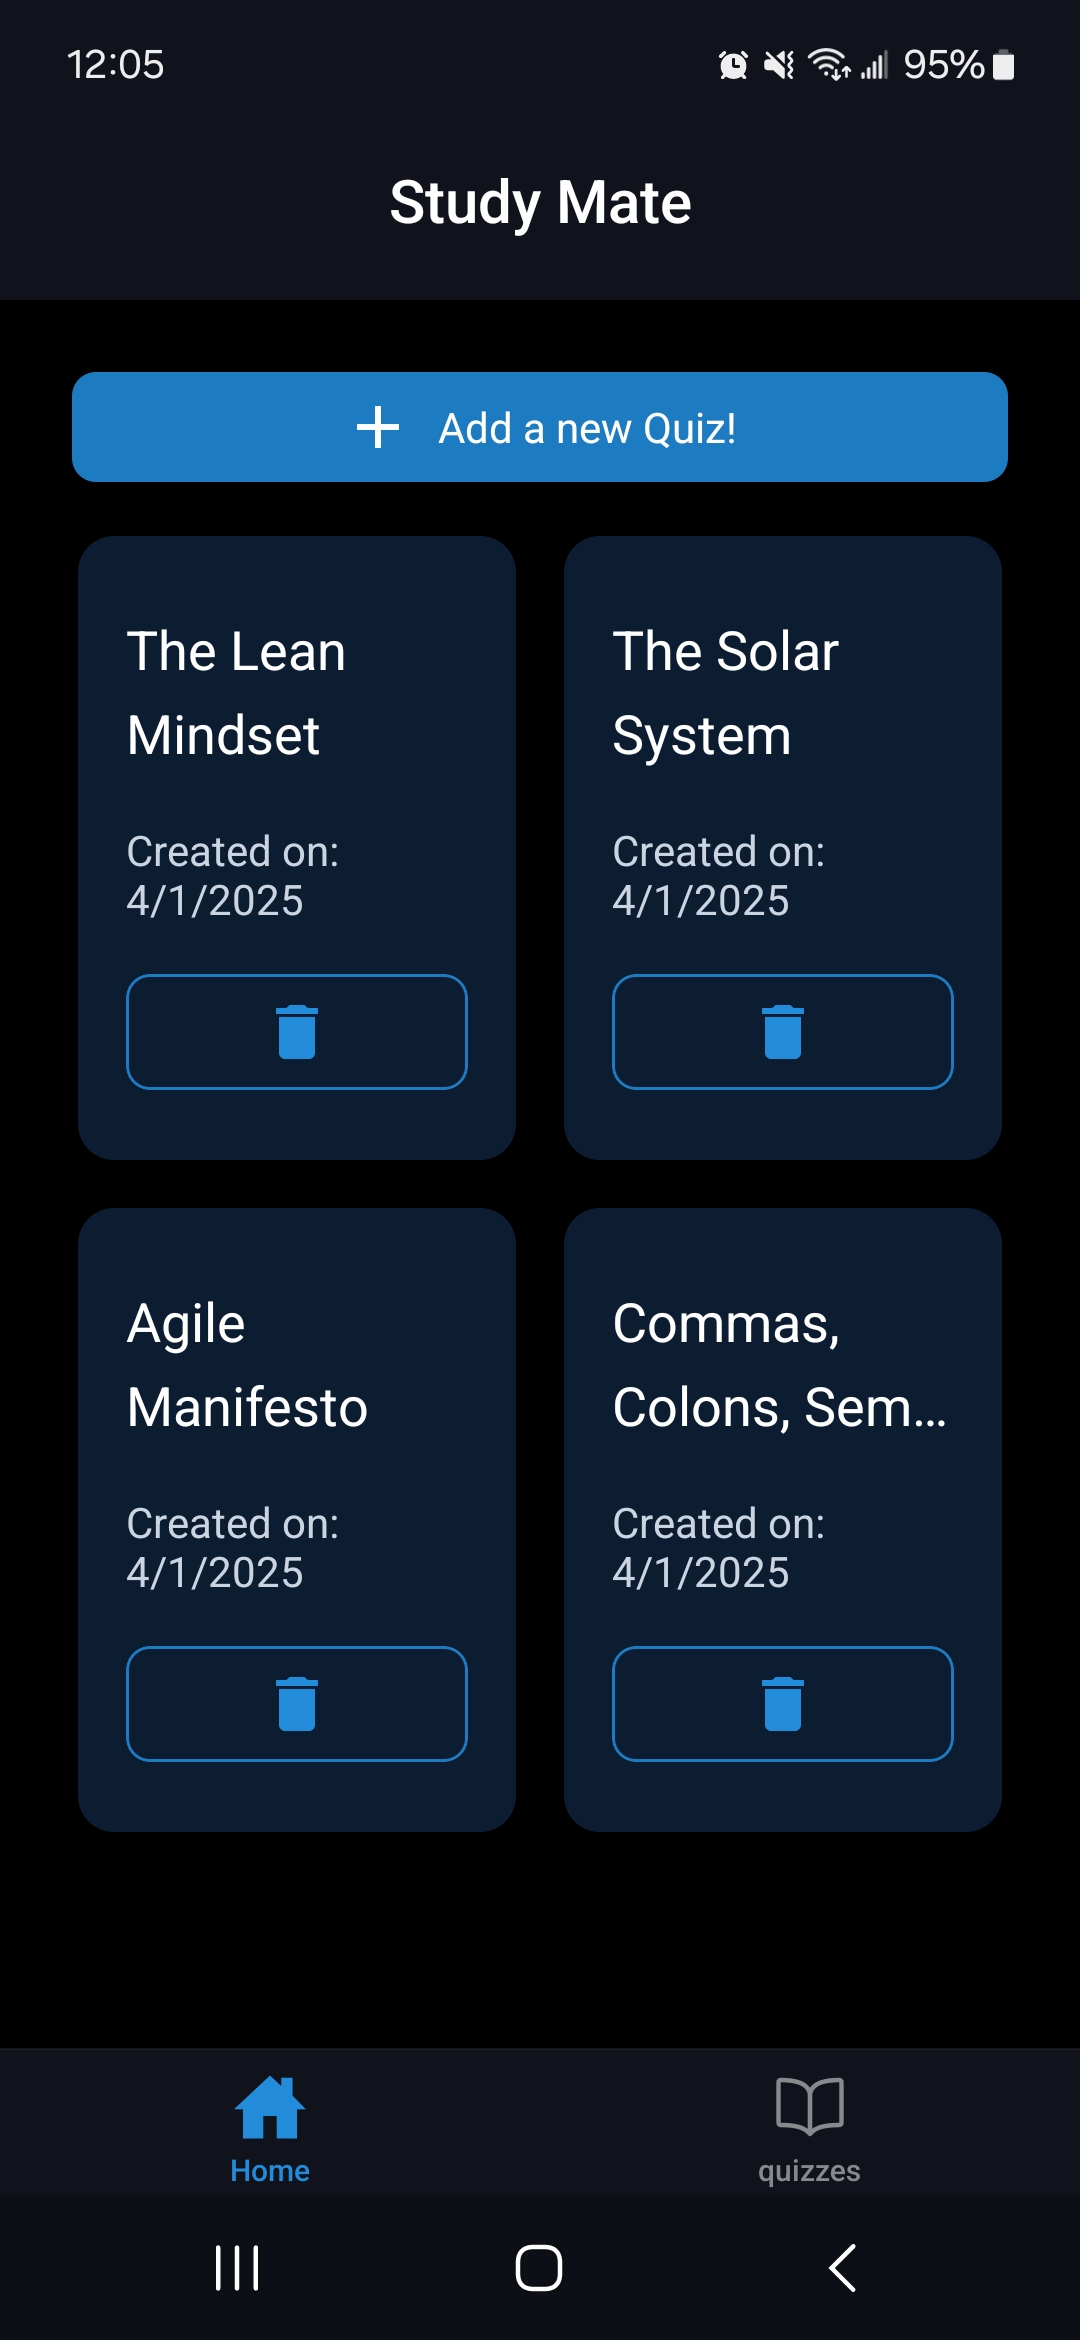 12:05
95%
Study Mate
Add a new Quiz!
The Lean
Mindset
Created on:
4/1/2025
The Solar
System
Created on:
4/1/2025
Agile
Manifesto
Created on:
4/1/2025
Commas,
Colons, Sem...
Created on:
4/1/2025
Home
quizzes